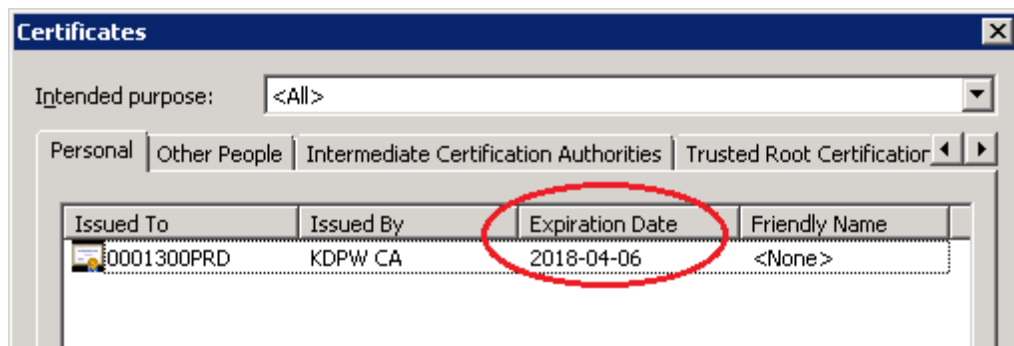 Certificates
Intended purpose: <All>
Personal Other People Intermediate Certification Authorities Trusted Root Certification
Issued To Issued By Expiration Date Friendly Name
0001300PRD KDPW CA 2018-04-06 <None>